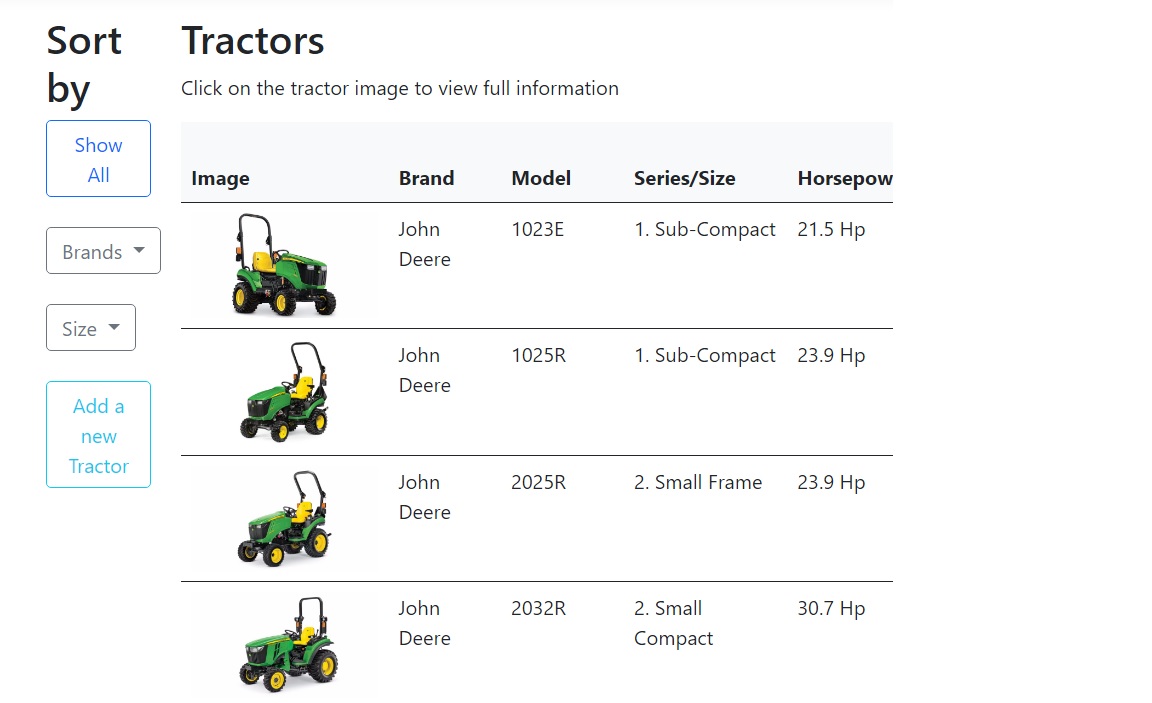 Sort
by
Show
All
Brands
Size
Add a
new
Tractor
Tractors
Click on the tractor image to view full information
Image Brand Model Series/Size Horsepow
John 1023E 1. Sub-Compact 21.5 Hp
Deere
John 1025R 1. Sub-Compact 23.9 Hp
Deere
John 2025R 2. Small Frame 23.9 Hp
Deere
John 2032R 2. Small 30.7 Hp
Deere Compact